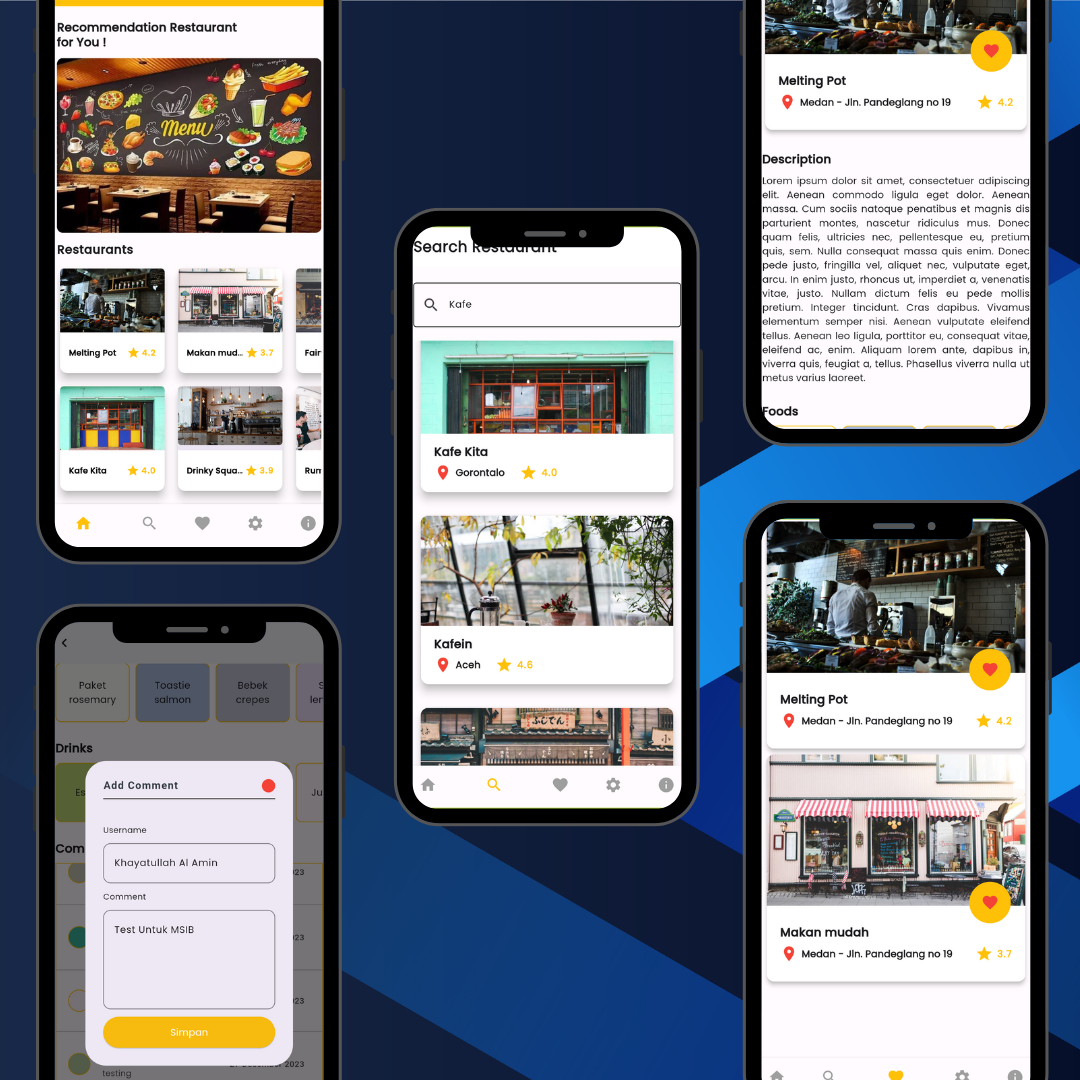 Recommendation Restaurant
for You !
Menu
Restaurants
Melting Pot 4.2
Makan mud... 3.7
Fair
Kafe Kita 4.0
Drinky Squa... 3.9
Rum
Paket
rosemary
Toastie
salmon
Bebek
crepes
Drinks
Es
Ju
Com
Add Comment
Username
Khayatullah Al Amin
Comment
Test Untuk MSIB
Simpan
testing
2023
Search Restaurant
Kafe
Kafe Kita
Gorontalo 4.0
Kafein
Aceh 4.6
ふじでん
Melting Pot
Medan - Jln. Pandeglang no 19 4.2
Description
Lorem ipsum dolor sit amet, consectetuer adipiscing
elit. Aenean commodo ligula eget dolor. Aenean
massa. Cum sociis natoque penatibus et magnis dis
parturient montes, nascetur ridiculus mus. Donec
quam felis, ultricies nec, pellentesque eu, pretium
quis, sem. Nulla consequat massa quis enim. Donec
pede justo, fringilla vel, aliquet nec, vulputate eget,
arcu. In enim justo, rhoncus ut, imperdiet a, venenatis
vitae, justo. Nullam dictum felis eu pede mollis
pretium. Integer tincidunt. Cras dapibus. Vivamus
elementum semper nisi. Aenean vulputate eleifend
tellus. Aenean leo ligula, porttitor eu, consequat vitae,
eleifend ac, enim. Aliquam lorem ante, dapibus in,
viverra quis, feugiat a, tellus. Phasellus viverra nulla ut
metus varius laoreet.
Foods
Melting Pot
Medan - Jln. Pandeglang no 19 4.2
Makan mudah
Medan - Jln. Pandeglang no 19 3.7